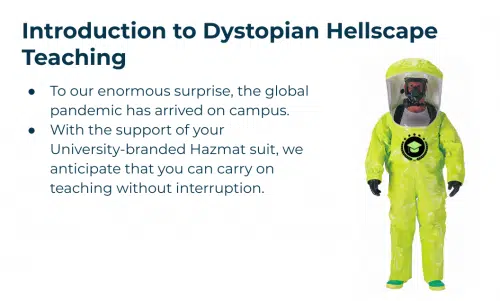 Introduction to Dystopian Hellscape
Teaching
● To our enormous surprise, the global
pandemic has arrived on campus.
● With the support of your
University-branded Hazmat suit, we
anticipate that you can carry on
teaching without interruption.